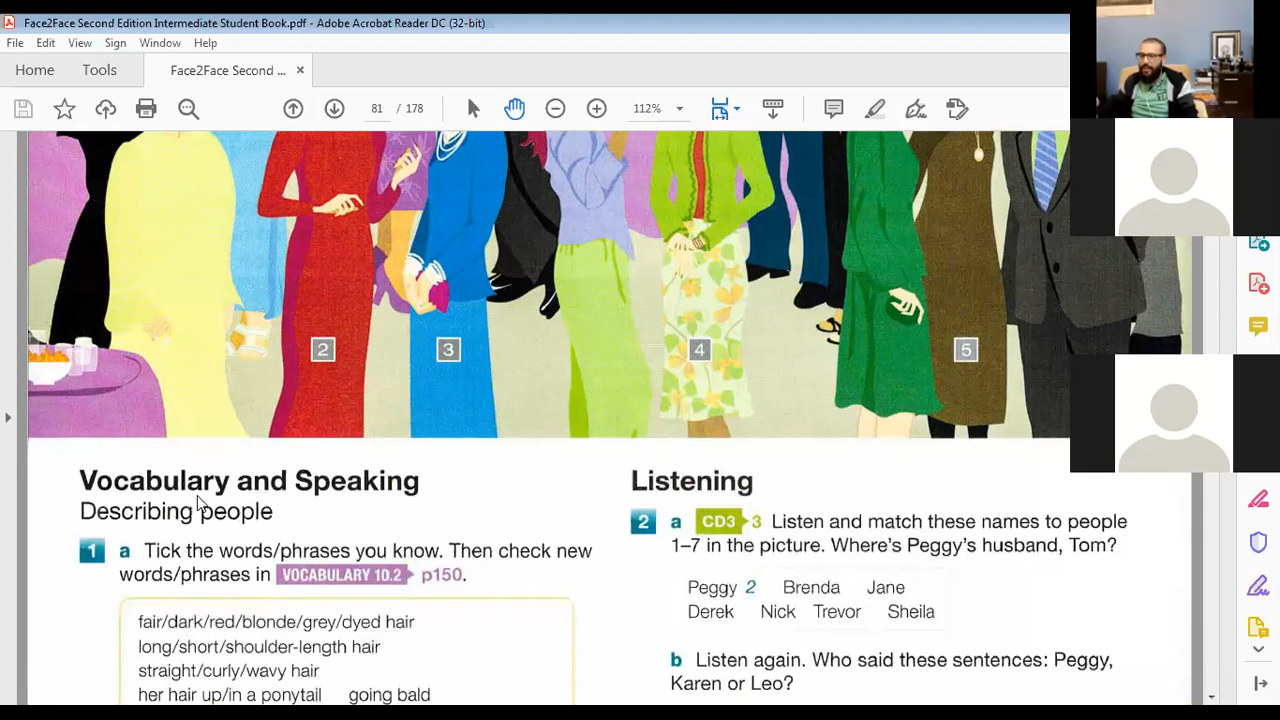 Face2Face Second Edition Intermediate Student Book.pdf - Adobe Acrobat Reader DC (32-bit)
File Edit View Sign Window Help
Home Tools Face2Face Second ... ×
81 / 178 112%
2 3 4 5
Vocabulary and Speaking
Describing people
1 a Tick the words/phrases you know. Then check new
words/phrases in VOCABULARY 10.2 p150.
fair/dark/red/blonde/grey/dyed hair
long/short/shoulder-length hair
straight/curly/wavy hair
her hair up/in a ponytail going bald
Listening
2 a CD3 3 Listen and match these names to people
1–7 in the picture. Where's Peggy's husband, Tom?
Peggy 2 Brenda Jane
Derek Nick Trevor Sheila
b Listen again. Who said these sentences: Peggy,
Karen or Leo?